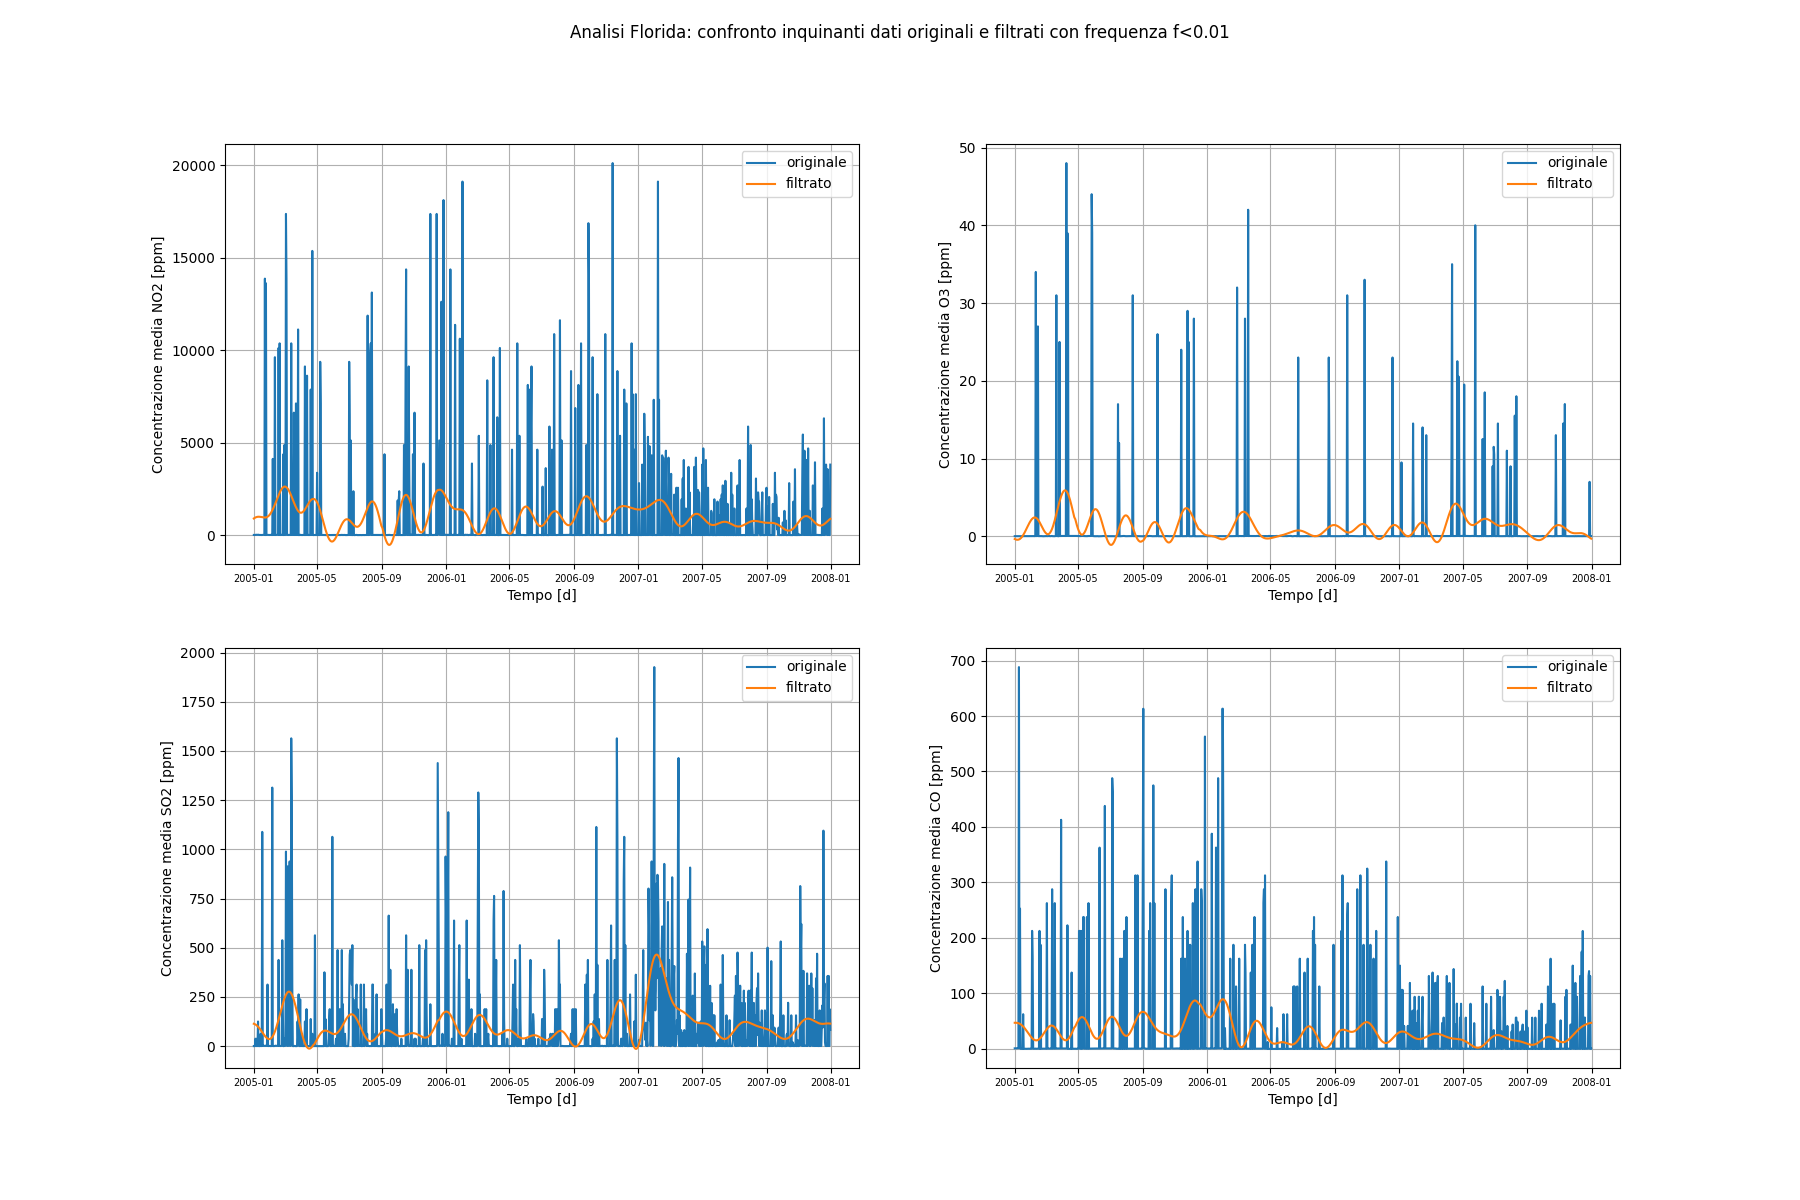 Analisi Florida: confronto inquinanti dati originali e filtrati con frequenza f<0.01
Concentrazione media NO2 [ppm]
20000
15000
10000
5000
0
originale
filtrato
2005-01 2005-05 2005-09 2006-01 2006-05 2006-09 2007-01 2007-05 2007-09 2008-01
Tempo [d]
Concentrazione media O3 [ppm]
50
40
30
20
10
0
originale
filtrato
2005-01 2005-05 2005-09 2006-01 2006-05 2006-09 2007-01 2007-05 2007-09 2008-01
Tempo [d]
Concentrazione media SO2 [ppm]
2000
1750
1500
1250
1000
750
500
250
0
originale
filtrato
2005-01 2005-05 2005-09 2006-01 2006-05 2006-09 2007-01 2007-05 2007-09 2008-01
Tempo [d]
Concentrazione media CO [ppm]
700
600
500
400
300
200
100
0
originale
filtrato
2005-01 2005-05 2005-09 2006-01 2006-05 2006-09 2007-01 2007-05 2007-09 2008-01
Tempo [d]